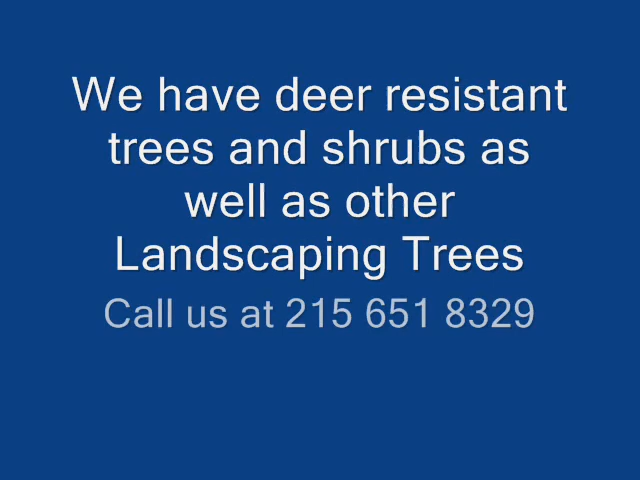 We have deer resistant
trees and shrubs as
well as other
Landscaping Trees
Call us at 215 651 8329